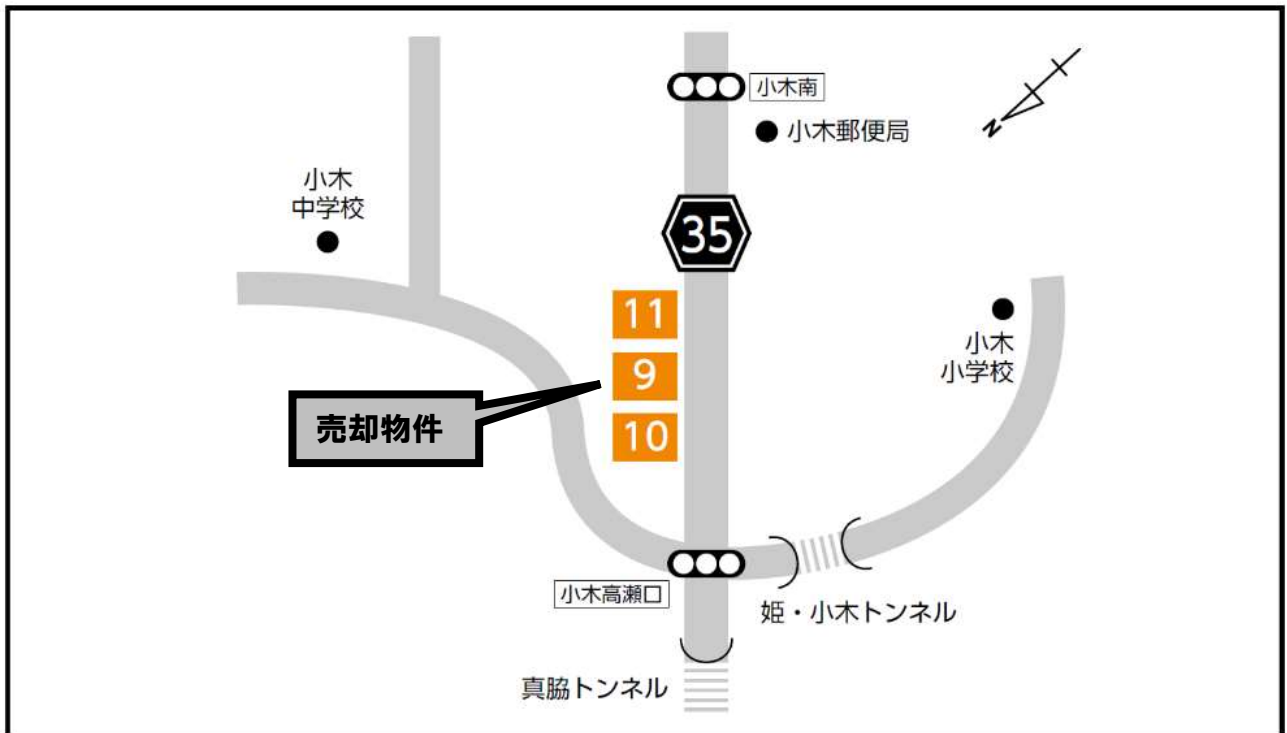 小木南
小木郵便局
N
小木
中学校
35
11
小木
小学校
9
売却物件
10
小木高瀬口
姫・小木トンネル
真脇トンネル